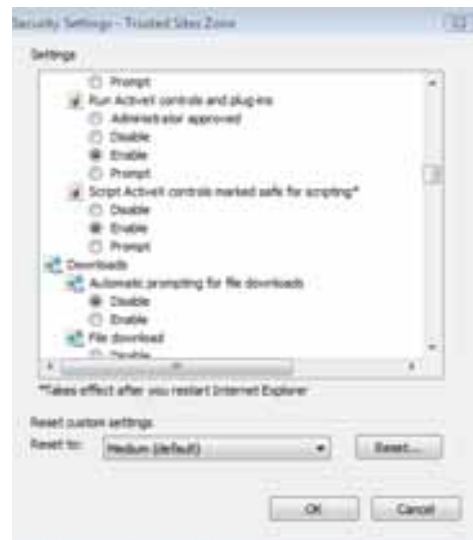 Security Settings - Trusted Sites Zone
Settings
Prompt
Run ActiveX controls and plug-ins
Administrator approved
Disable
Enable
Prompt
Script ActiveX controls marked safe for scripting*
Disable
Enable
Prompt
Downloads
Automatic prompting for file downloads
Disable
Enable
File download
Disable
*Takes effect after you restart Internet Explorer
Reset custom settings
Reset to:
Medium (default)
Reset...
OK
Cancel